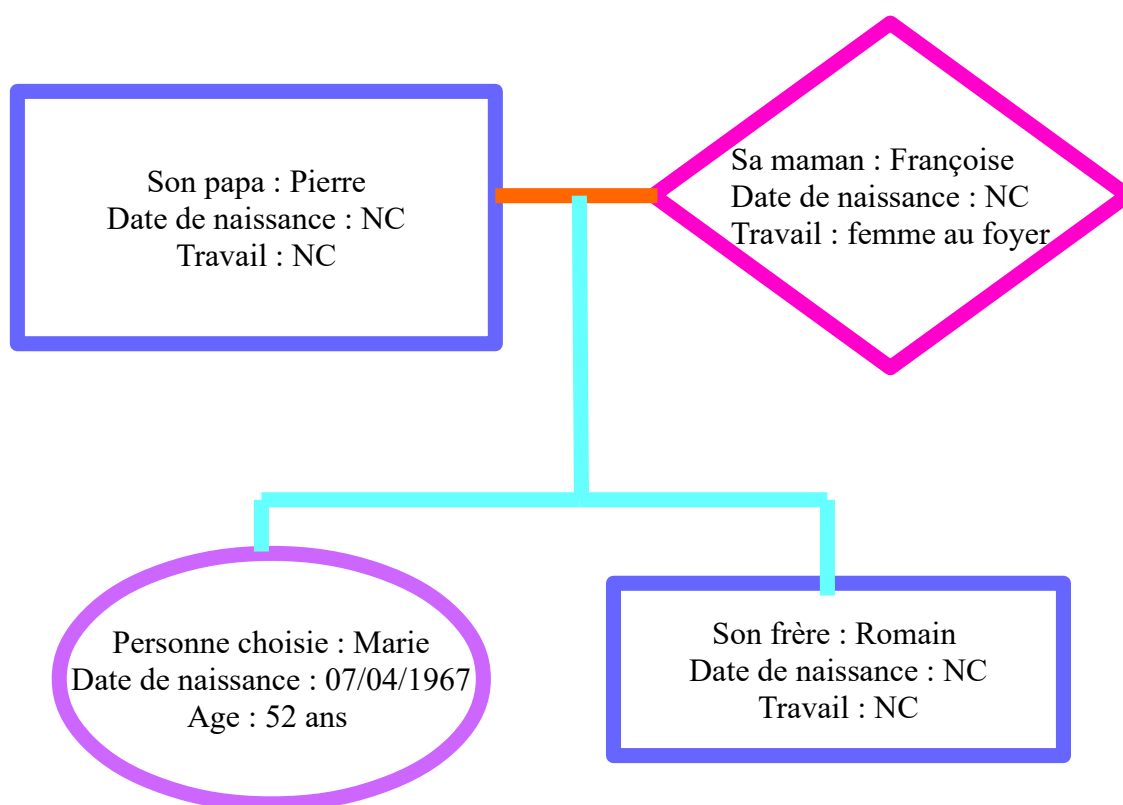 Son papa : Pierre
Date de naissance : NC
Travail : NC
Sa maman : Françoise
Date de naissance : NC
Travail : femme au foyer
Personne choisie : Marie
Date de naissance : 07/04/1967
Age : 52 ans
Son frère : Romain
Date de naissance : NC
Travail : NC